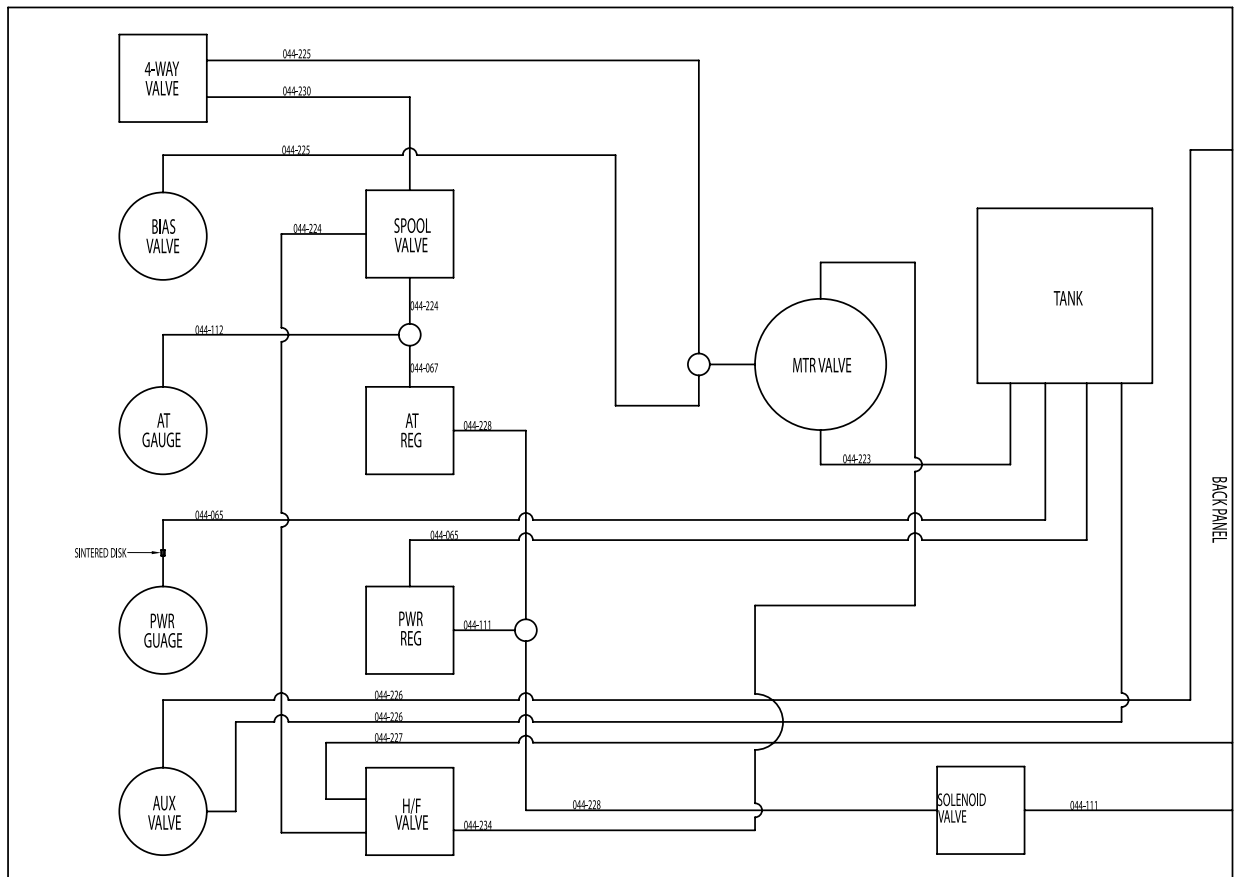 044-225
4-WAY
VALVE
044-230
044-225
BIAS
VALVE
044-224
SPOOL
VALVE
TANK
044-224
044-112
044-067
MTR VALVE
AT
GAUGE
AT
REG
044-228
044-223
BACK PANEL
044-065
044-065
SINTERED DISK
PWR
GUAGE
PWR
REG
044-111
044-226
044-226
044-227
AUX
VALVE
H/F
VALVE
044-234
044-228
SOLENOID
VALVE
044-111